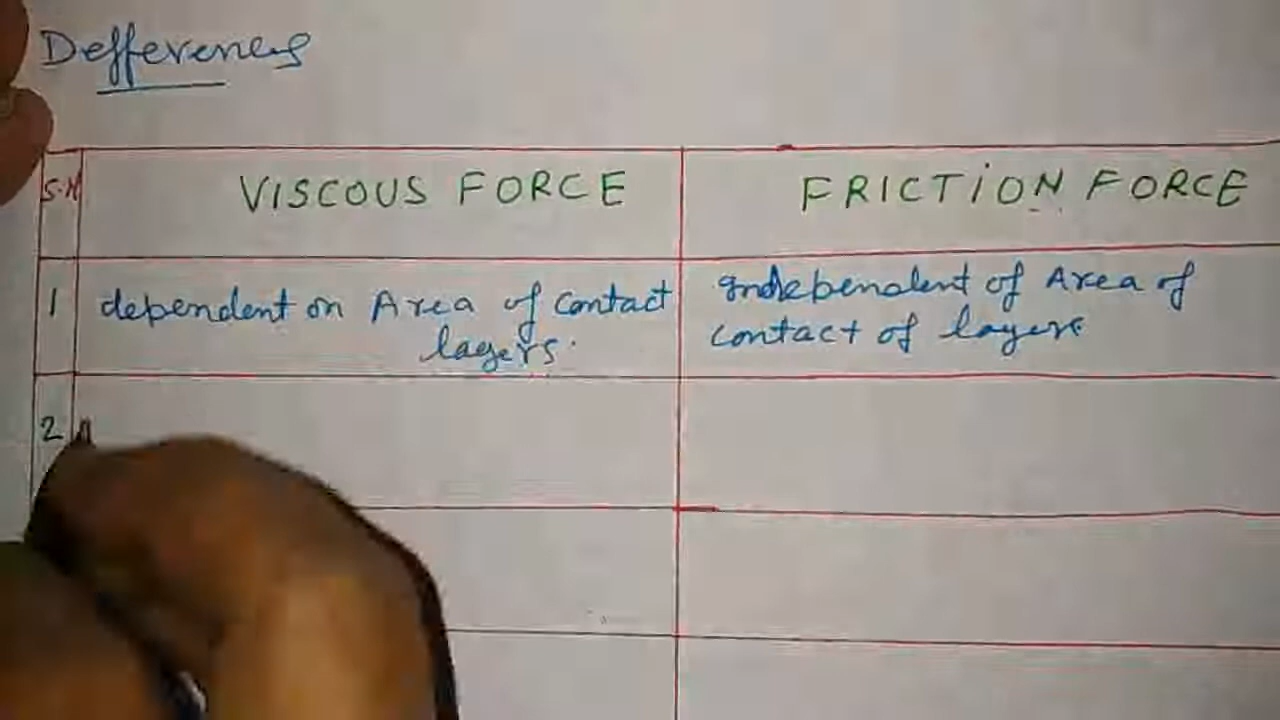 Defferences
S.N
VISCOUS FORCE
FRICTION FORCE
1
dependent on Area of contact
layers.
Independent of Area of
contact of layers
2